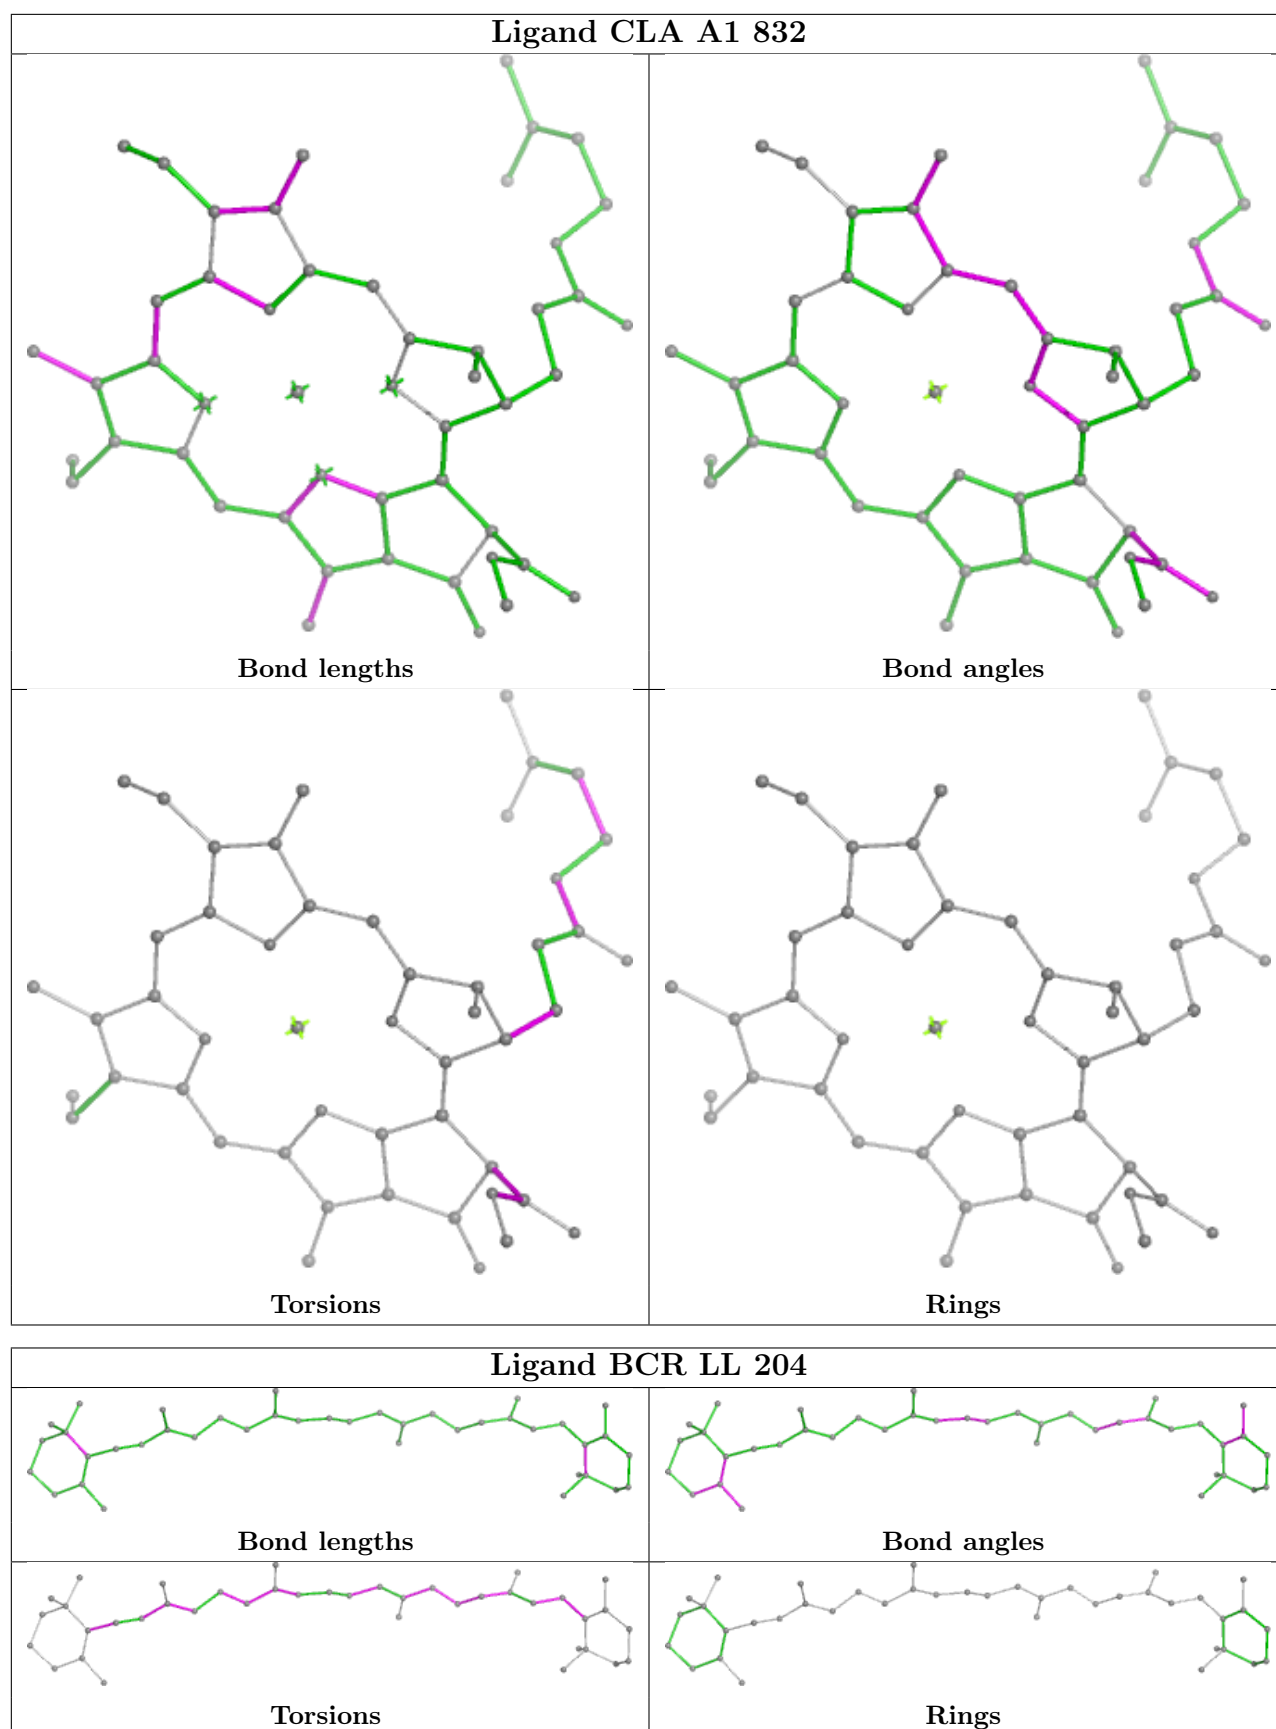 Ligand CLA A1 832
Bond lengths
Bond angles
Torsions
Rings
Ligand BCR LL 204
Bond lengths
Bond angles
Torsions
Rings